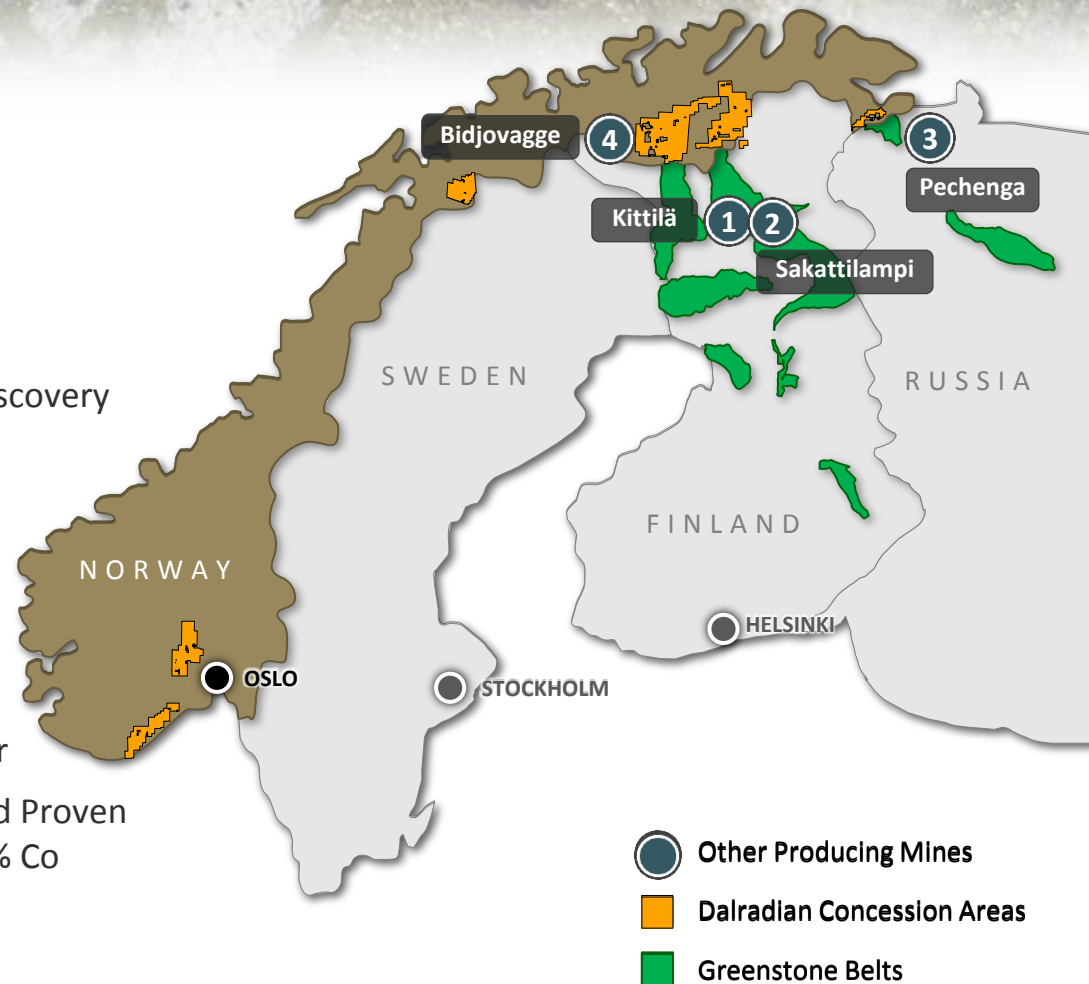 Bidjovagge
4
3
Pechenga
Kittilä
1
2
Sakattilampi
SWEDEN
RUSSIA
scovery
FINLAND
NORWAY
HELSINKI
OSLO
STOCKHOLM
r
d Proven
% Co
Other Producing Mines
Dalradian Concession Areas
Greenstone Belts